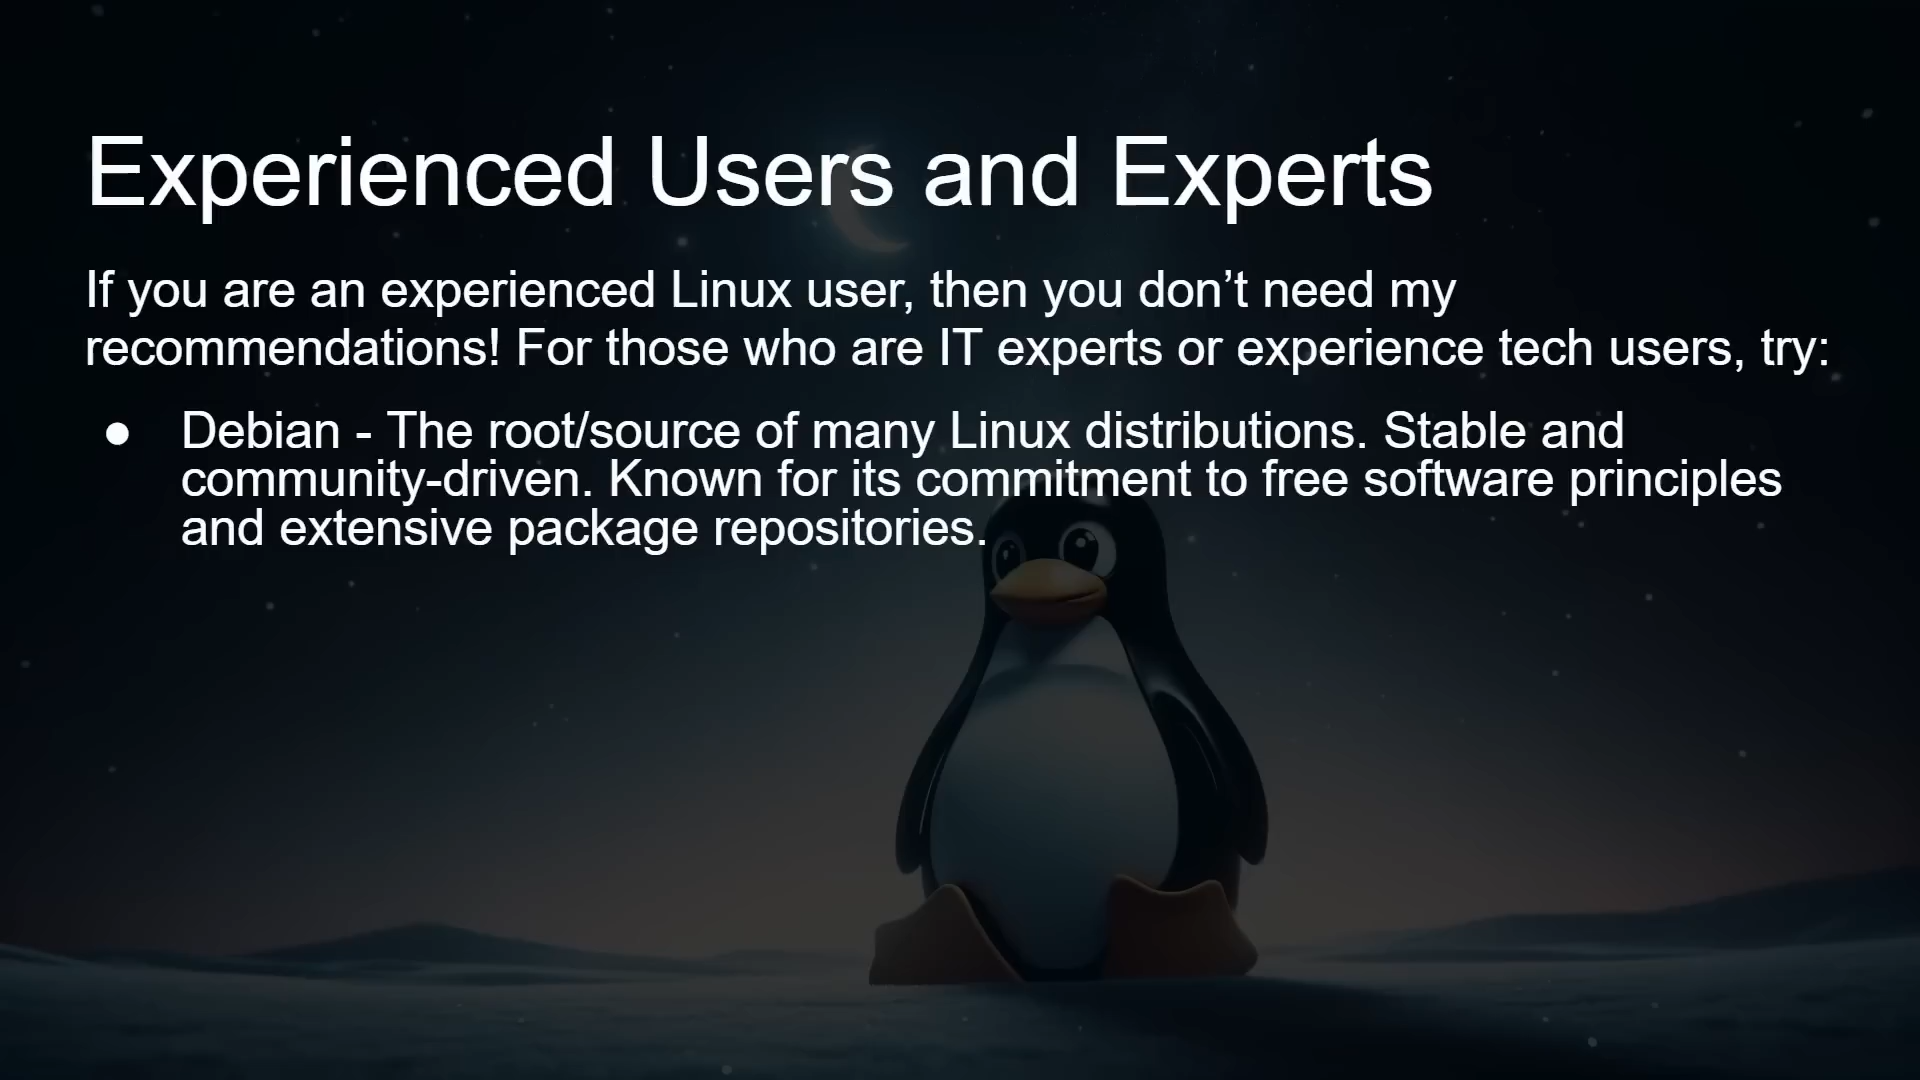 Experienced Users and Experts
If you are an experienced Linux user, then you don’t need my
recommendations! For those who are IT experts or experience tech users, try:
● Debian - The root/source of many Linux distributions. Stable and
community-driven. Known for its commitment to free software principles
and extensive package repositories.